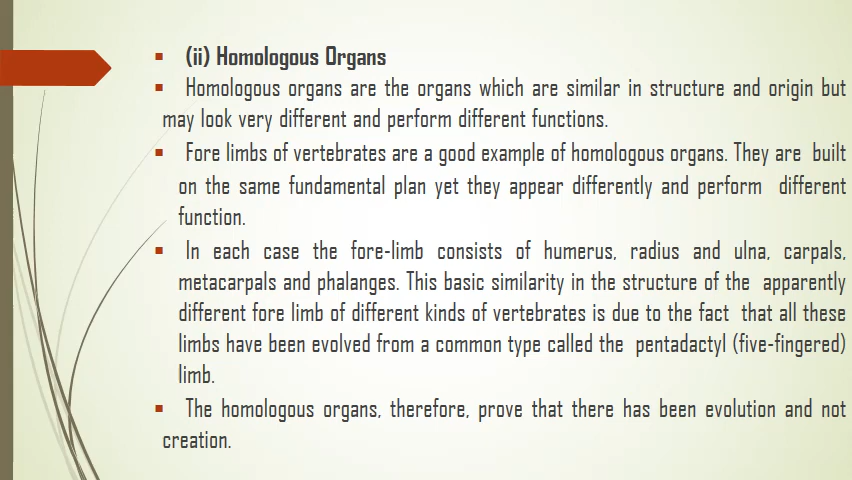 (ii) Homologous Organs
Homologous organs are the organs which are similar in structure and origin but
may look very different and perform different functions.
Fore limbs of vertebrates are a good example of homologous organs. They are built
on the same fundamental plan yet they appear differently and perform different
function.
In each case the fore-limb consists of humerus, radius and ulna, carpals,
metacarpals and phalanges. This basic similarity in the structure of the apparently
different fore limb of different kinds of vertebrates is due to the fact that all these
limbs have been evolved from a common type called the pentadactyl (five-fingered)
limb.
The homologous organs, therefore, prove that there has been evolution and not
creation.